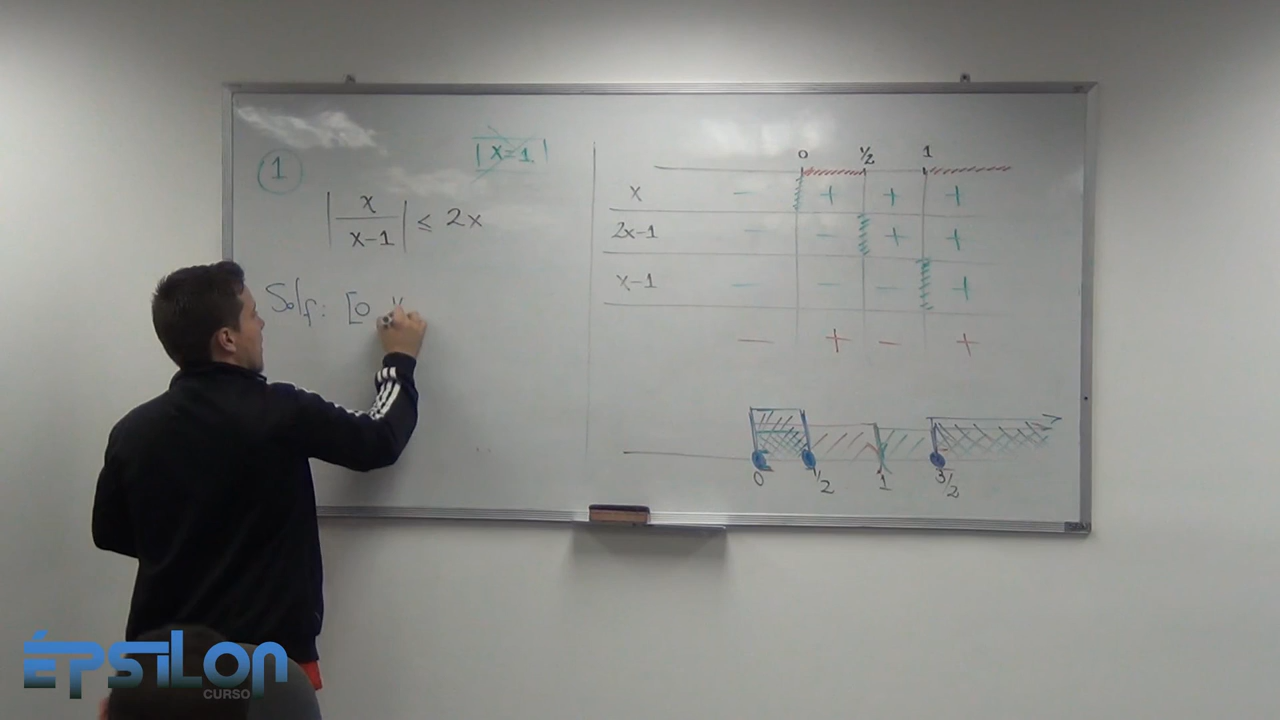 1
| x = 1 |
| x / x-1 | ≤ 2x
Solf: [0
0 1/2 1
x − + + +
2x-1 − − + +
x-1 − − − +
− + − +
0 1/2 1 3/2
ÉPSILON
CURSO